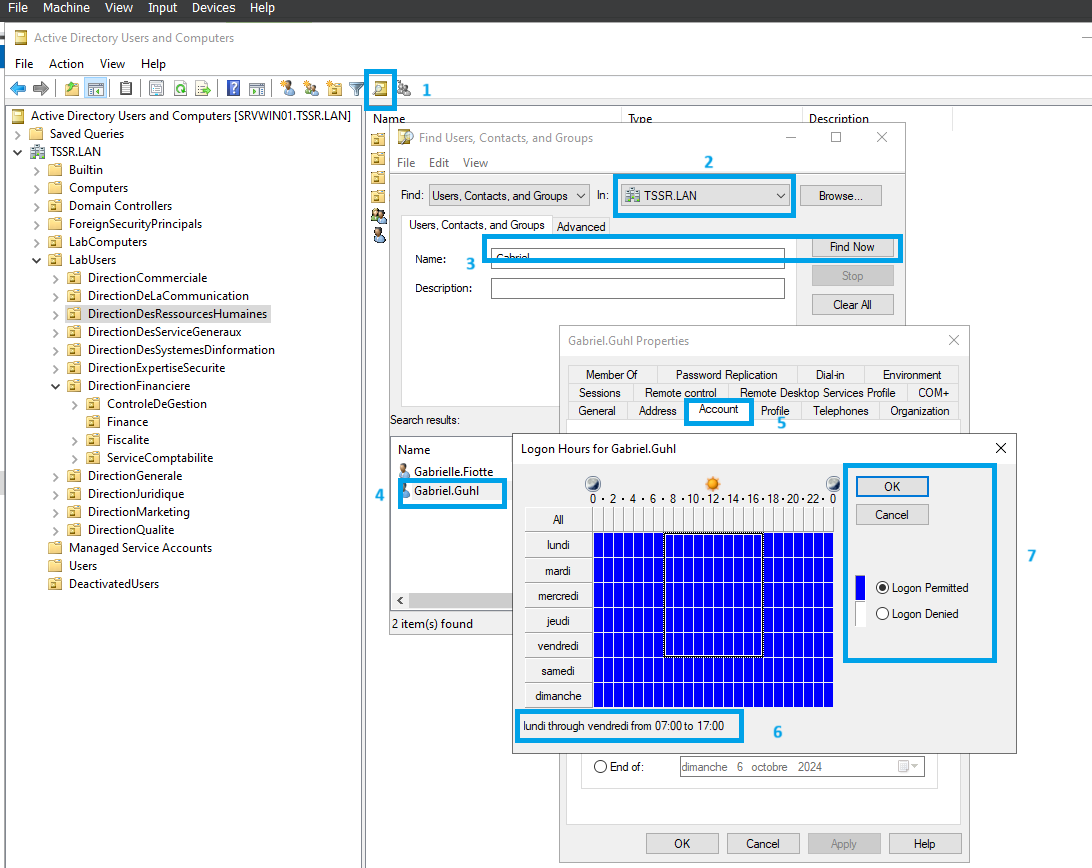 File Machine View Input Devices Help
Active Directory Users and Computers
File Action View Help
1
Active Directory Users and Computers [SRVWIN01.TSSR.LAN]
Saved Queries
TSSR.LAN
Builtin
Computers
Domain Controllers
ForeignSecurityPrincipals
LabComputers
LabUsers
DirectionCommerciale
DirectionDeLaCommunication
DirectionDesRessourcesHumaines
DirectionDesServiceGeneraux
DirectionDesSystemesDinformation
DirectionExpertiseSecurite
DirectionFinanciere
ControleDeGestion
Finance
Fiscalite
ServiceComptabilite
DirectionGenerale
DirectionJuridique
DirectionMarketing
DirectionQualite
Managed Service Accounts
Users
DeactivatedUsers
Name Type Description
Find Users, Contacts, and Groups
File Edit View
2
Find: Users, Contacts, and Groups In: TSSR.LAN Browse...
Users, Contacts, and Groups Advanced
Name: Gabriel Find Now
3
Description: Stop
Clear All
Search results:
Name
Gabrielle.Fiotte
4 Gabriel.Guhl
2 item(s) found
Gabriel.Guhl Properties
Member Of Password Replication Dial-in Environment
Sessions Remote control Remote Desktop Services Profile COM+
General Address Account Profile Telephones Organization
5
Logon Hours for Gabriel.Guhl
0 · 2 · 4 · 6 · 8 · 10 · 12 · 14 · 16 · 18 · 20 · 22 · 0
All
lundi
mardi
mercredi
jeudi
vendredi
samedi
dimanche
lundi through vendredi from 07:00 to 17:00
6
OK
Cancel
7
Logon Permitted
Logon Denied
End of: dimanche 6 octobre 2024
OK Cancel Apply Help